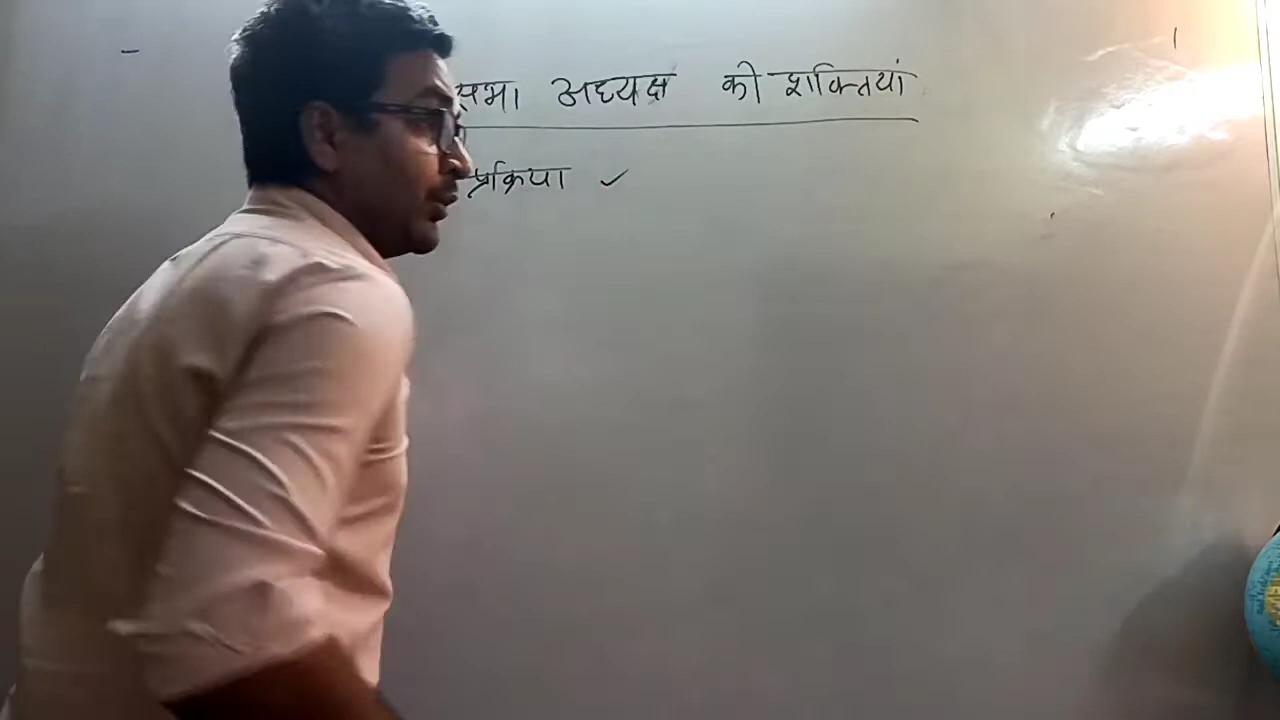 सभा अध्यक्ष की शक्तियां
प्रक्रिया ✓